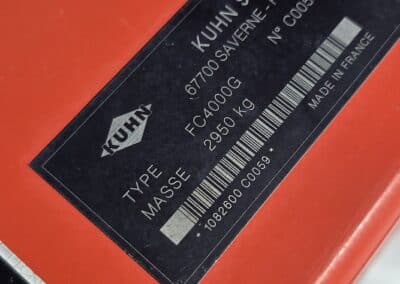 KUHN
KUHN S
67700 SAVERNE - F
TYPE FC4000G N° C005
MASSE 2950 kg
* 1082600 C0059 * MADE IN FRANCE